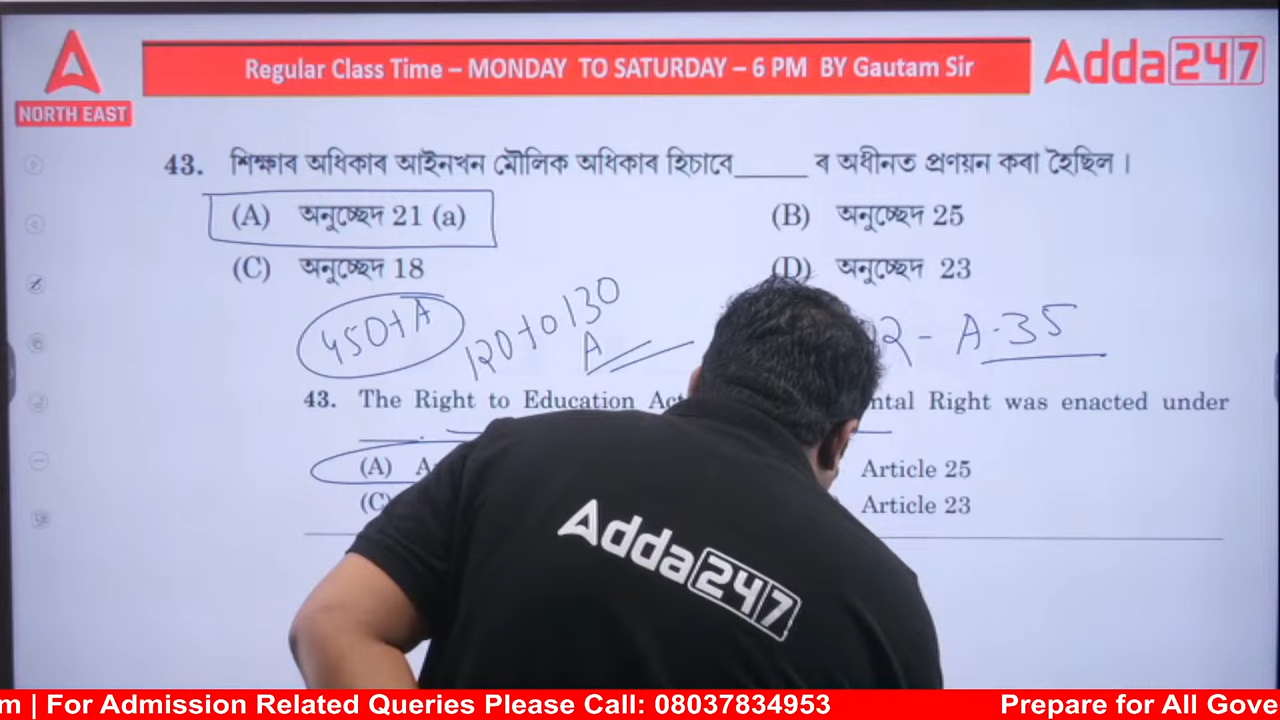 Regular Class Time – MONDAY TO SATURDAY – 6 PM BY Gautam Sir
Adda247
NORTH EAST
43. শিক্ষাৰ অধিকাৰ আইনখন মৌলিক অধিকাৰ হিচাবে______ ৰ অধীনত প্ৰণয়ন কৰা হৈছিল।
(A) অনুচ্ছেদ 21 (a)
(B) অনুচ্ছেদ 25
(C) অনুচ্ছেদ 18
(D) অনুচ্ছেদ 23
450+A
120 to 130
A
2 - A.35
43. The Right to Education Act ntal Right was enacted under
(A) A
Article 25
(C)
Article 23
Adda247
m | For Admission Related Queries Please Call: 08037834953 Prepare for All Gove